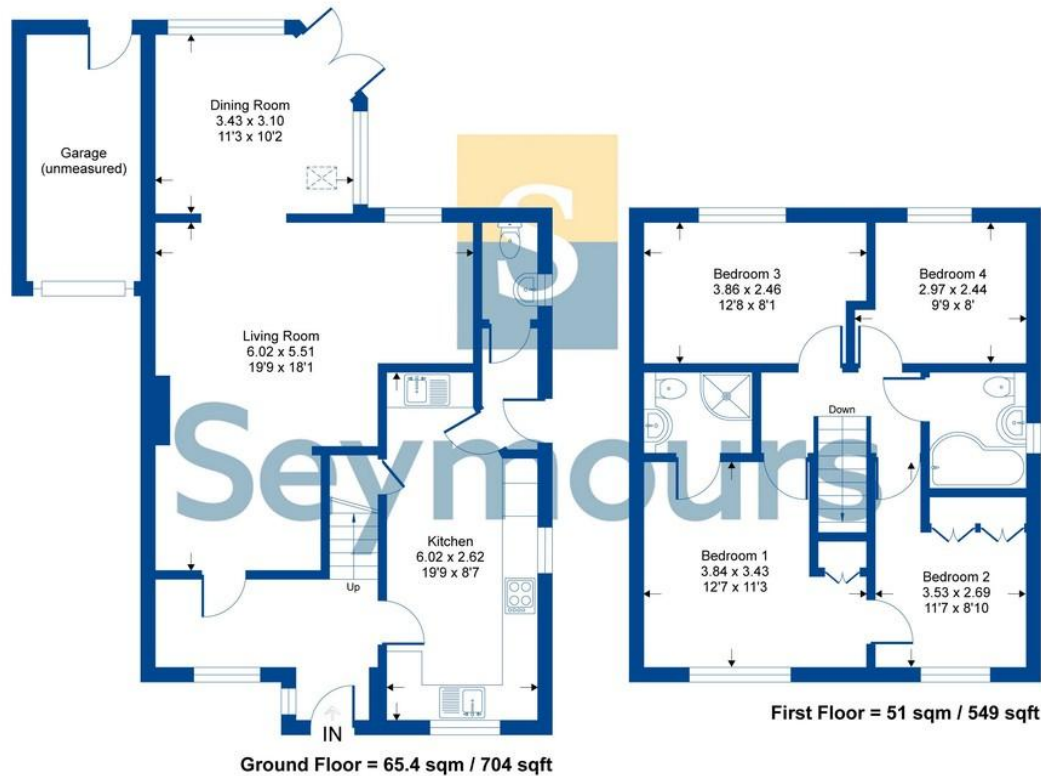 Dining Room
3.43 x 3.10
11'3 x 10'2
Garage
(unmeasured)
S
Living Room
6.02 x 5.51
19'9 x 18'1
Bedroom 3
3.86 x 2.46
12'8 x 8'1
Bedroom 4
2.97 x 2.44
9'9 x 8'
Down
Seymours
Kitchen
6.02 x 2.62
19'9 x 8'7
Up
Bedroom 1
3.84 x 3.43
12'7 x 11'3
Bedroom 2
3.53 x 2.69
11'7 x 8'10
IN
First Floor = 51 sqm / 549 sqft
Ground Floor = 65.4 sqm / 704 sqft